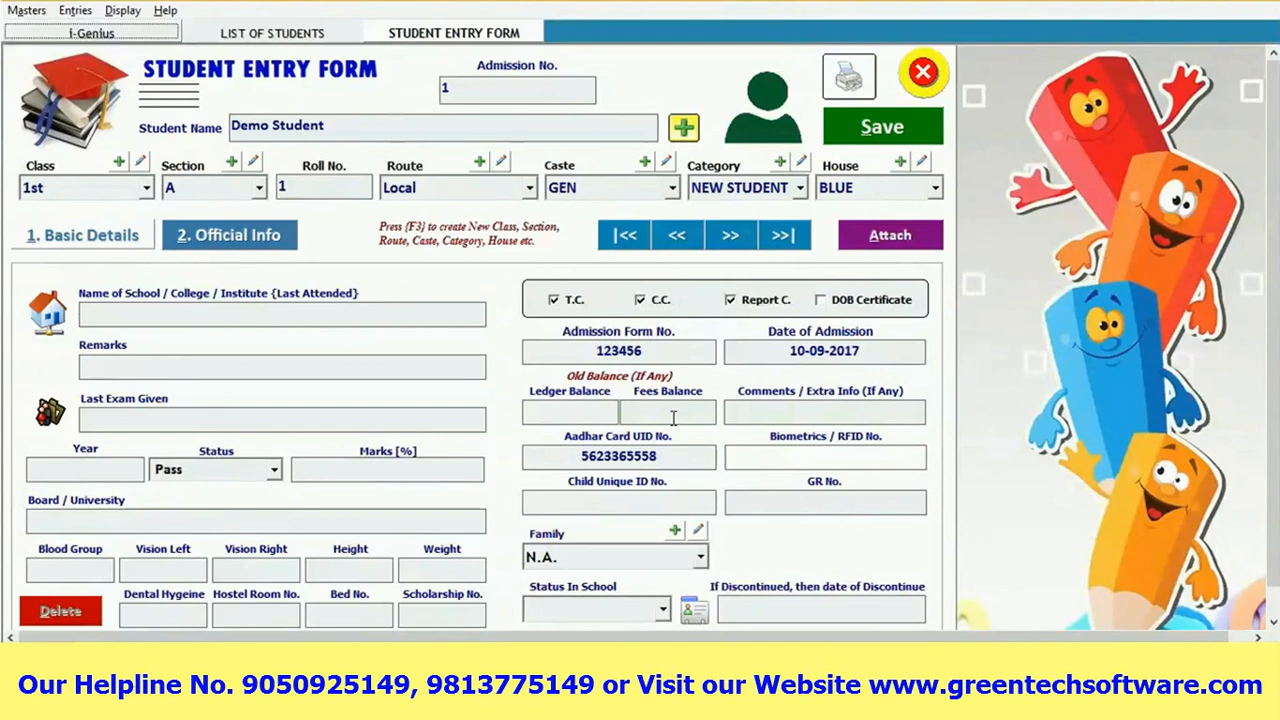 Masters Entries Display Help
i-Genius LIST OF STUDENTS STUDENT ENTRY FORM
STUDENT ENTRY FORM
Admission No.
1
Student Name Demo Student
Save
Class Section Roll No. Route Caste Category House
1st A 1 Local GEN NEW STUDENT BLUE
1. Basic Details 2. Official Info
Press {F3} to create New Class, Section,
Route, Caste, Category, House etc.
|<< << >> >>|
Attach
Name of School / College / Institute {Last Attended}
Remarks
Last Exam Given
Year Status Marks [%]
Pass
Board / University
Blood Group Vision Left Vision Right Height Weight
Dental Hygeine Hostel Room No. Bed No. Scholarship No.
Delete
T.C. C.C. Report C. DOB Certificate
Admission Form No. Date of Admission
123456 10-09-2017
Old Balance (If Any)
Ledger Balance Fees Balance Comments / Extra Info (If Any)
Aadhar Card UID No. Biometrics / RFID No.
5623365558
Child Unique ID No. GR No.
Family
N.A.
Status In School If Discontinued, then date of Discontinue
Our Helpline No. 9050925149, 9813775149 or Visit our Website www.greentechsoftware.com